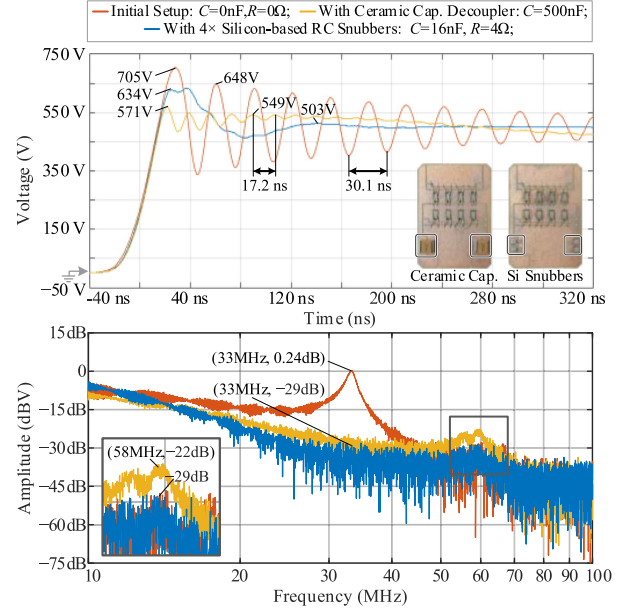 Initial Setup: C=0nF,R=0Ω; With Ceramic Cap. Decoupler: C=500nF;
With 4× Silicon-based RC Snubbers: C=16nF, R=4Ω;
750 V
550 V
450 V
150 V
−50 V
Voltage (V)
705V
634V
571V
648V
549V
503V
17.2 ns
30.1 ns
Ceramic Cap. Si Snubbers
−40 ns 40 ns 120 ns 200 ns 280 ns 320 ns
Time (ns)
15dB
0
−15dB
−30dB
−45dB
−60dB
−75dB
Amplitude (dBV)
(33MHz, 0.24dB)
(33MHz, −29dB)
(58MHz,−22dB)
−29dB
10 20 30 40 50 60 70 80 90 100
Frequency (MHz)